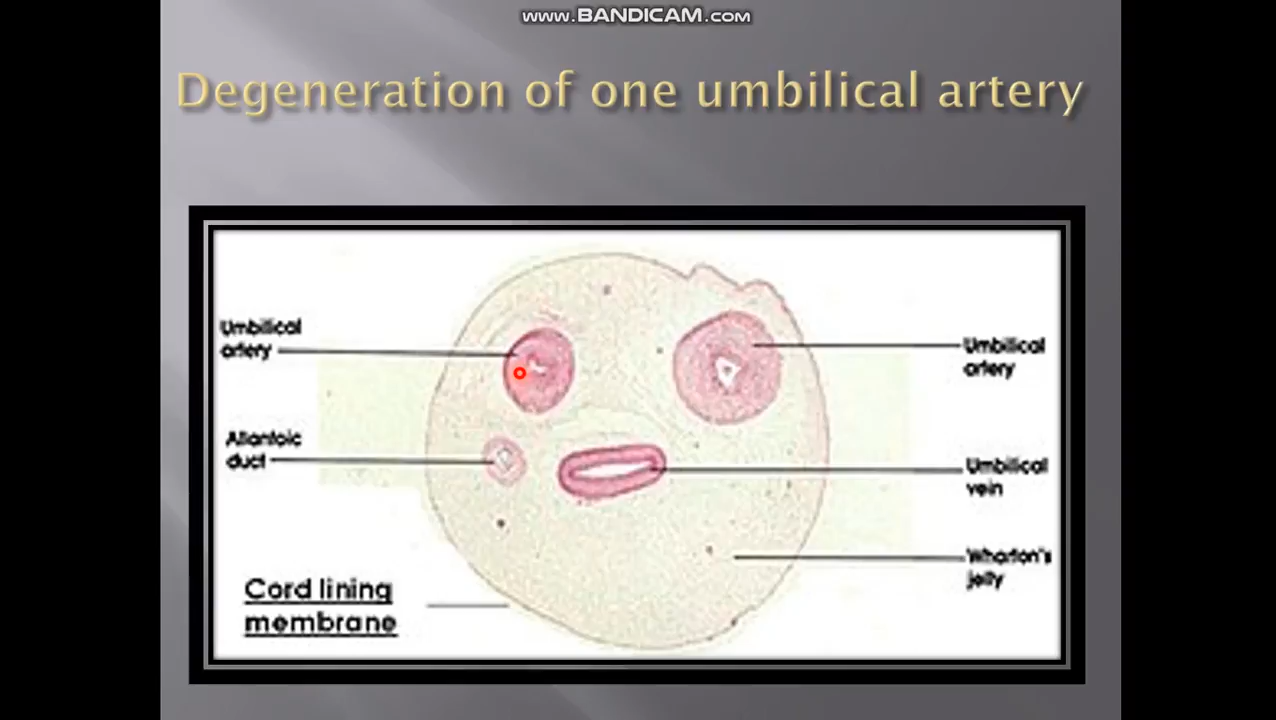 www.BANDICAM.com
Degeneration of one umbilical artery
Umbilical
artery
Umbilical
artery
Allantoic
duct
Umbilical
vein
Wharton's
jelly
Cord lining
membrane